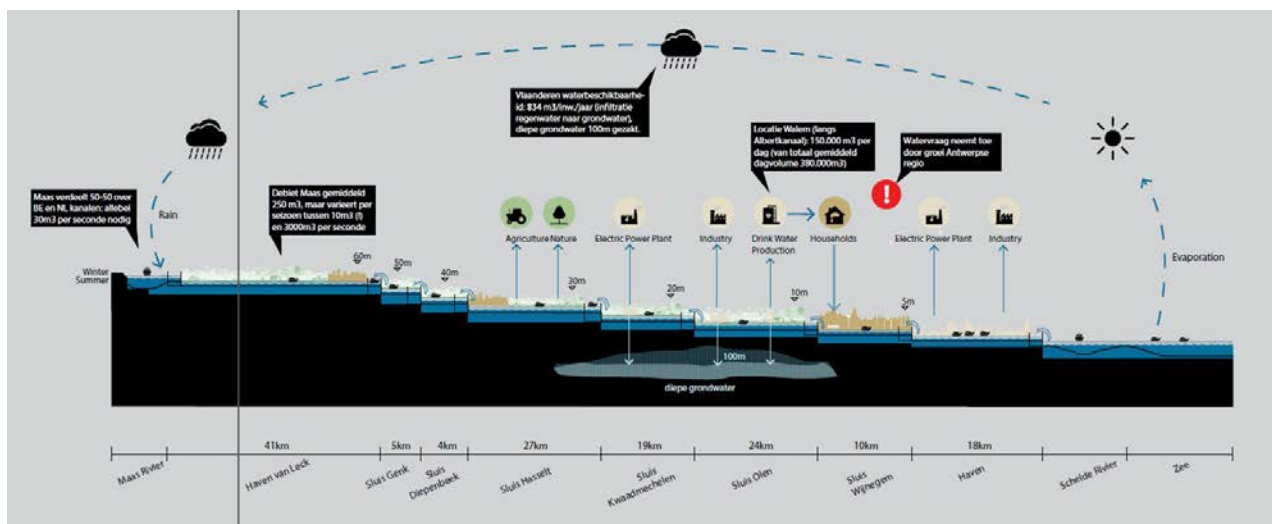 Vlaanderen waterbeschikbaarhe-
id: 834 m3/inw./jaar (infiltratie
regenwater naar grondwater),
diepe grondwater 100m gezakt.
Locatie Walem (langs
Albertkanaal): 150.000 m3 per
dag (van totaal gemiddeld
dagvolume 380.000m3)
Watervraag neemt toe
door groei Antwerpse
regio
!
Maas verdeelt 50-50 over
BE en NL kanalen: allebei
30m3 per seconde nodig
Rain
Debiet Maas gemiddeld
250 m3, maar varieert per
seizoen tussen 10m3 (!)
en 3000m3 per seconde
Agriculture
Nature
Electric Power Plant
Industry
Drink Water
Production
Households
Electric Power Plant
Industry
Evaporation
Winter
Summer
60m
50m
40m
30m
20m
10m
5m
100m
diepe grondwater
41km
5km
4km
27km
19km
24km
10km
18km
Maas Rivier
Haven van Leck
Sluis Genk
Sluis
Diepenbeek
Sluis Hasselt
Sluis
Kwaadmechelen
Sluis Olen
Sluis
Wijnegem
Haven
Schelde Rivier
Zee